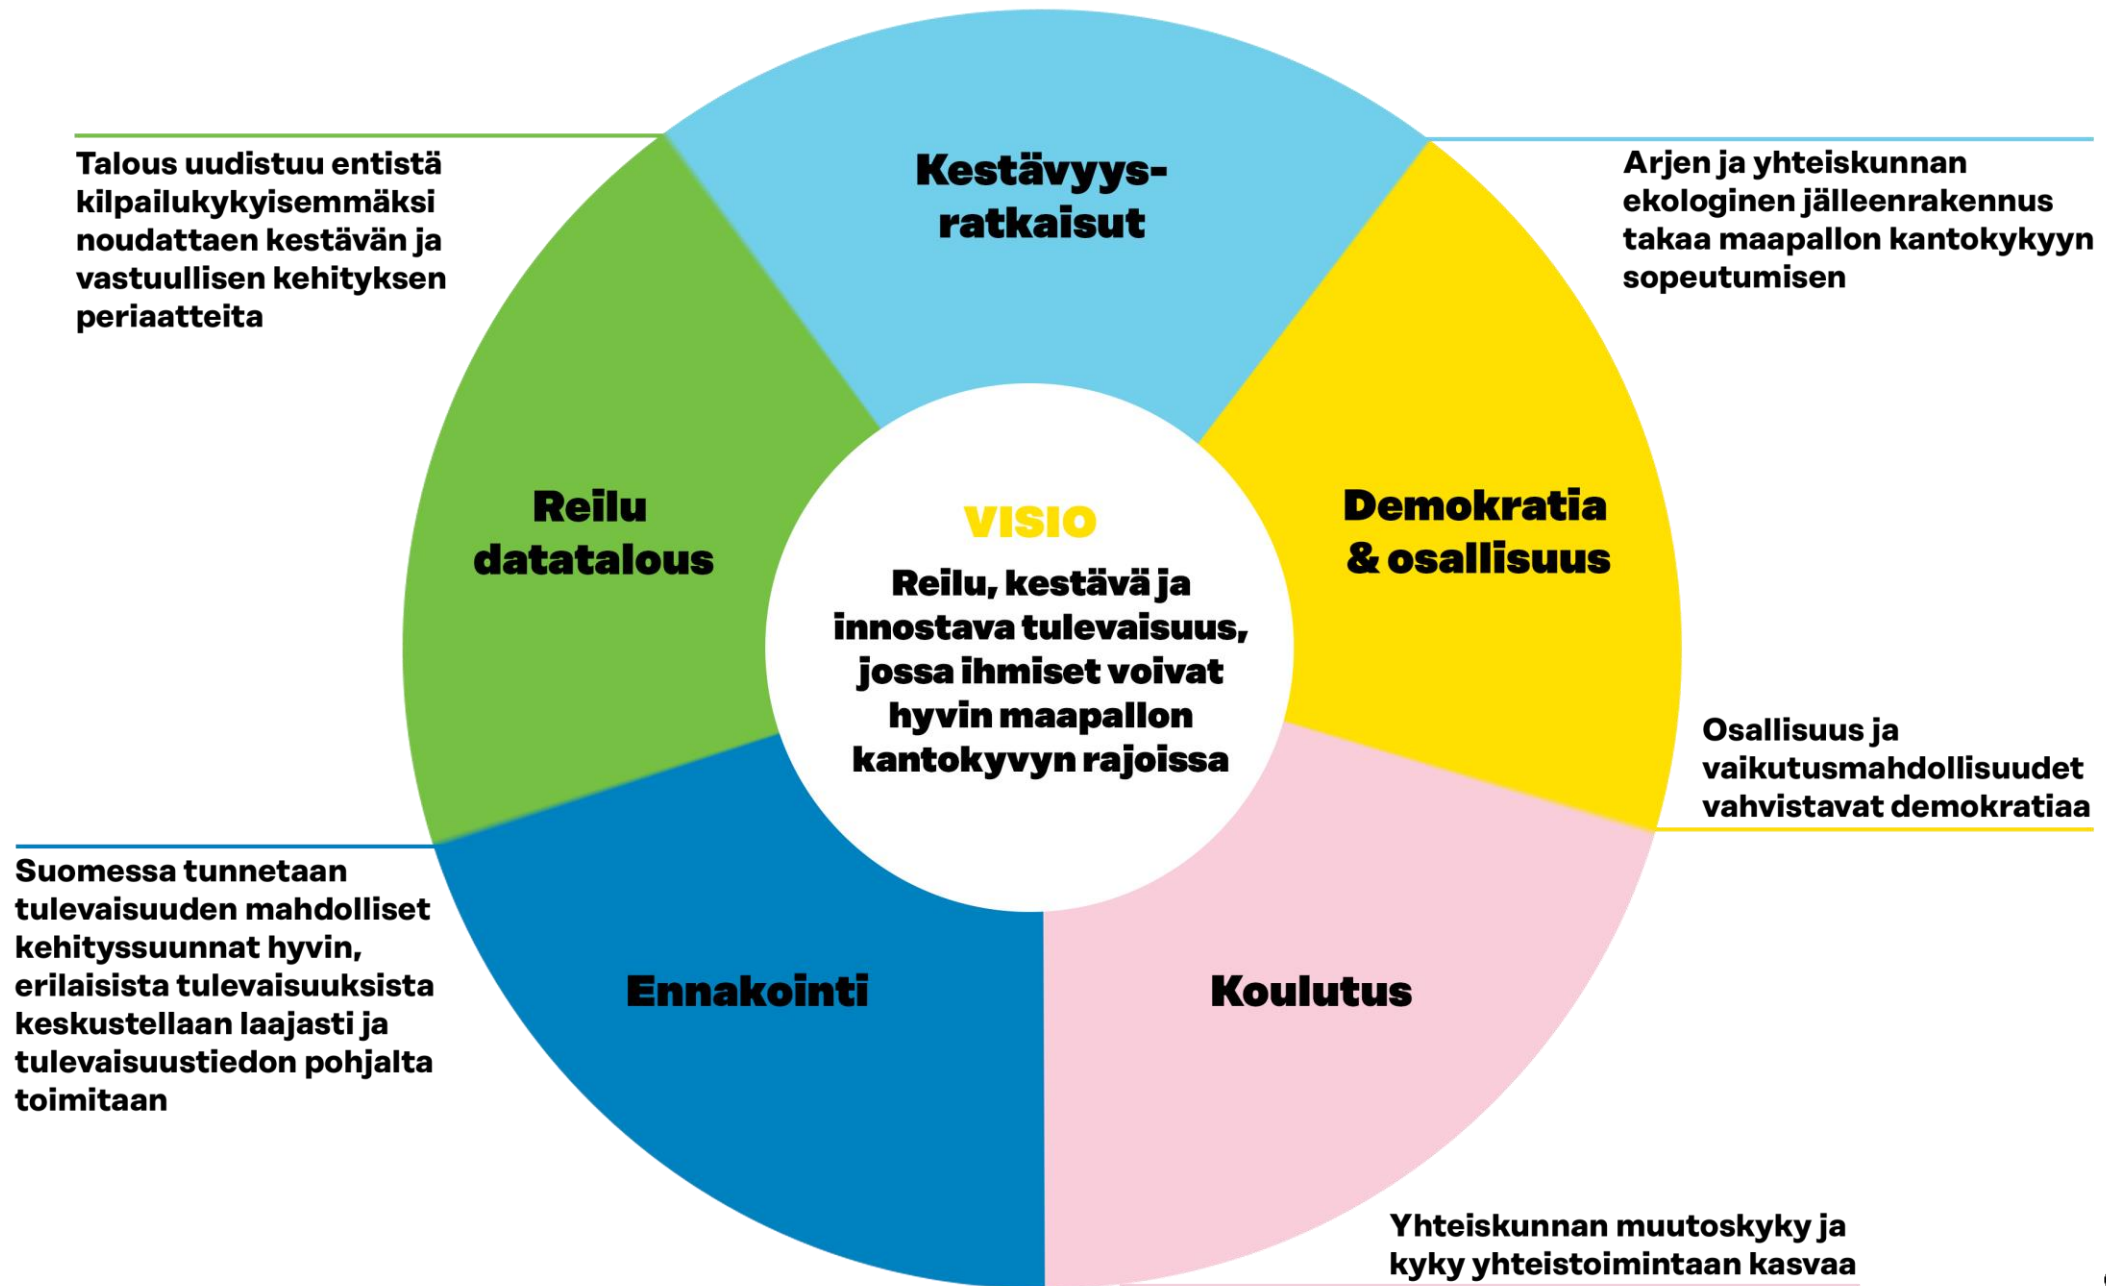 Kestävyys-
ratkaisut
Talous uudistuu entistä
kilpailukykyisemmäksi
noudattaen kestävän ja
vastuullisen kehityksen
periaatteita
Arjen ja yhteiskunnan
ekologinen jälleenrakennus
takaa maapallon kantokykyyn
sopeutumisen
Reilu
datatalous
VISIO
Reilu, kestävä ja
innostava tulevaisuus,
jossa ihmiset voivat
hyvin maapallon
kantokyvyn rajoissa
Demokratia
& osallisuus
Osallisuus ja
vaikutusmahdollisuudet
vahvistavat demokratiaa
Suomessa tunnetaan
tulevaisuuden mahdolliset
kehityssuunnat hyvin,
erilaisista tulevaisuuksista
keskustellaan laajasti ja
tulevaisuustiedon pohjalta
toimitaan
Ennakointi
Koulutus
Yhteiskunnan muutoskyky ja
kyky yhteistoimintaan kasvaa